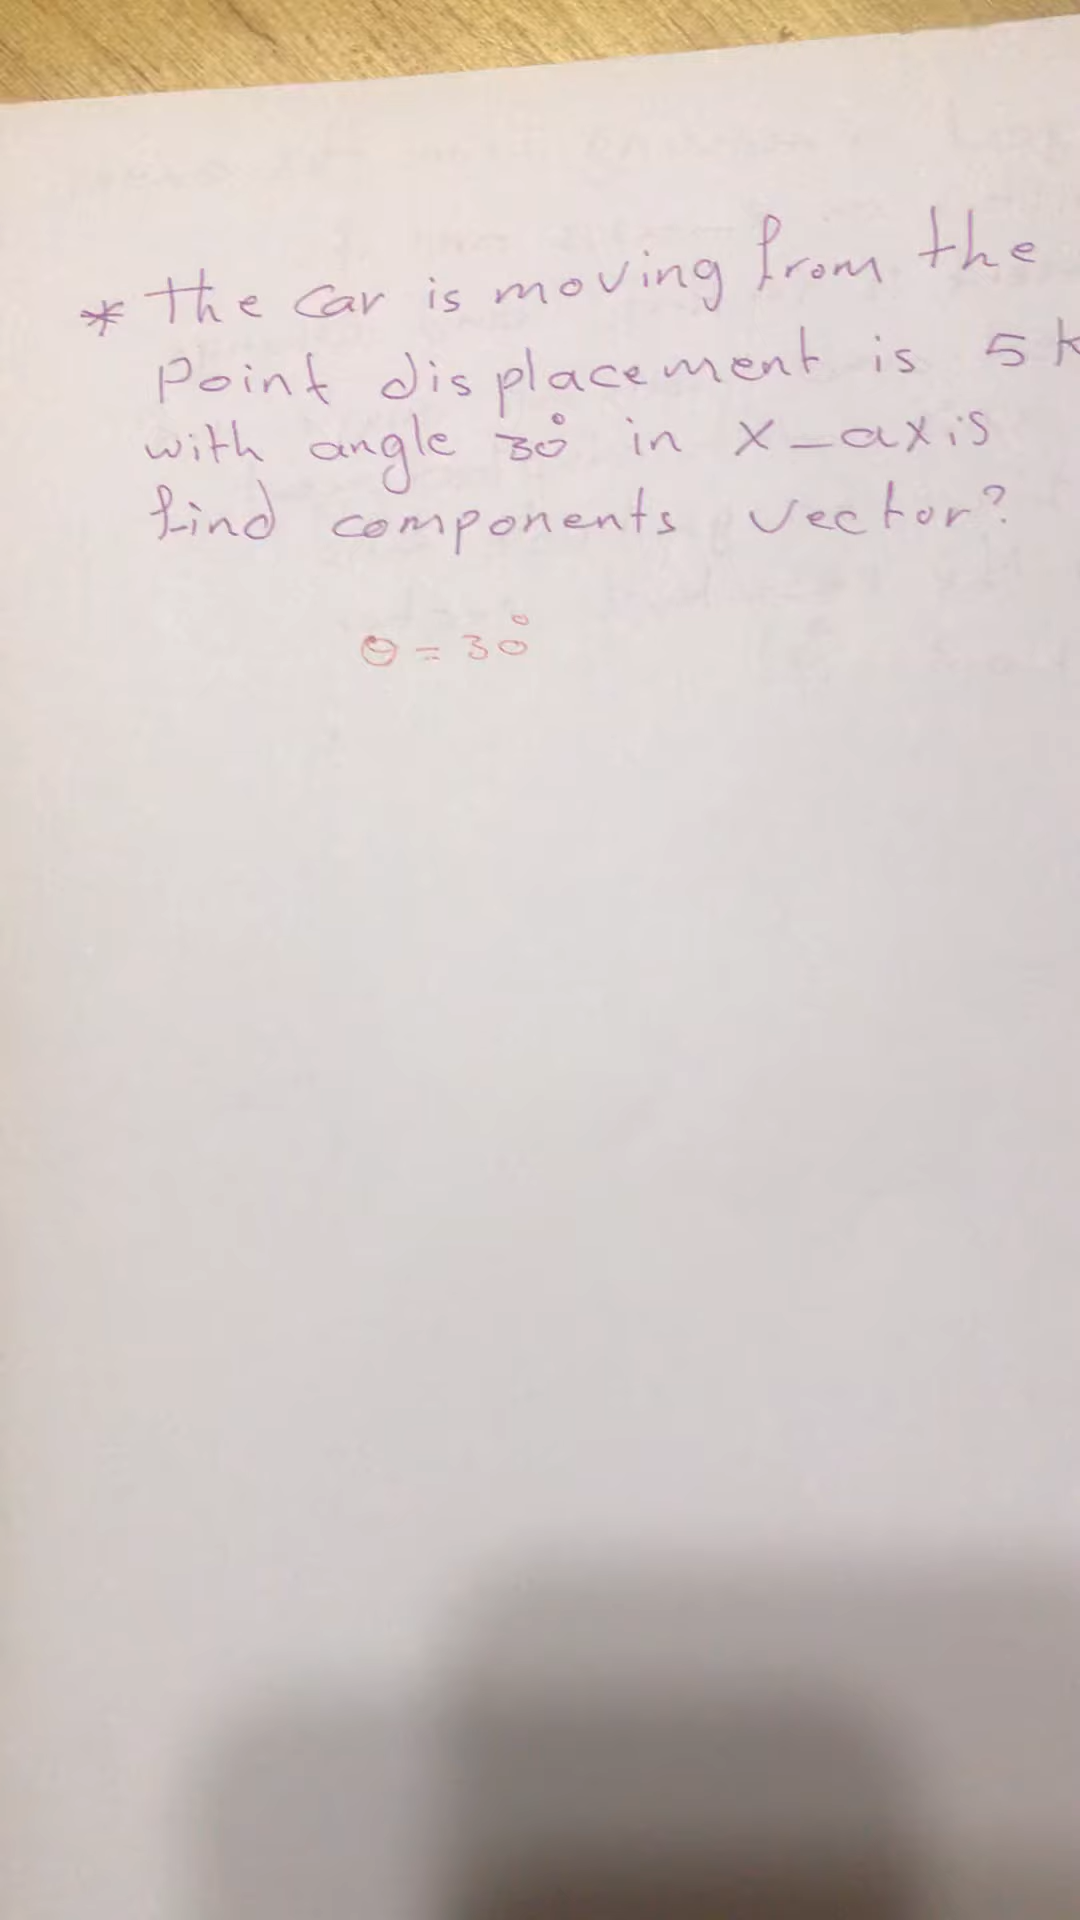 * The car is moving from the
Point displacement is 5 k
with angle 30° in x-axis
find components vector?
θ = 30°